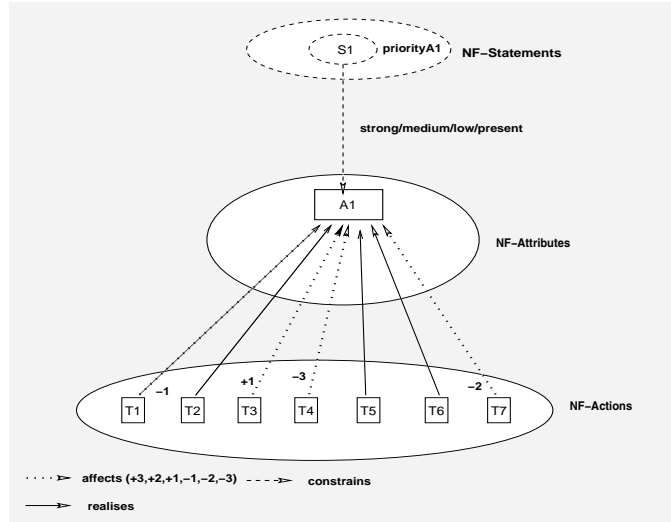 S1 priorityA1
NF−Statements
strong/medium/low/present
A1
NF−Attributes
−1 +1 −3 −2
T1 T2 T3 T4 T5 T6 T7
NF−Actions
affects (+3,+2,+1,−1,−2,−3) constrains
realises